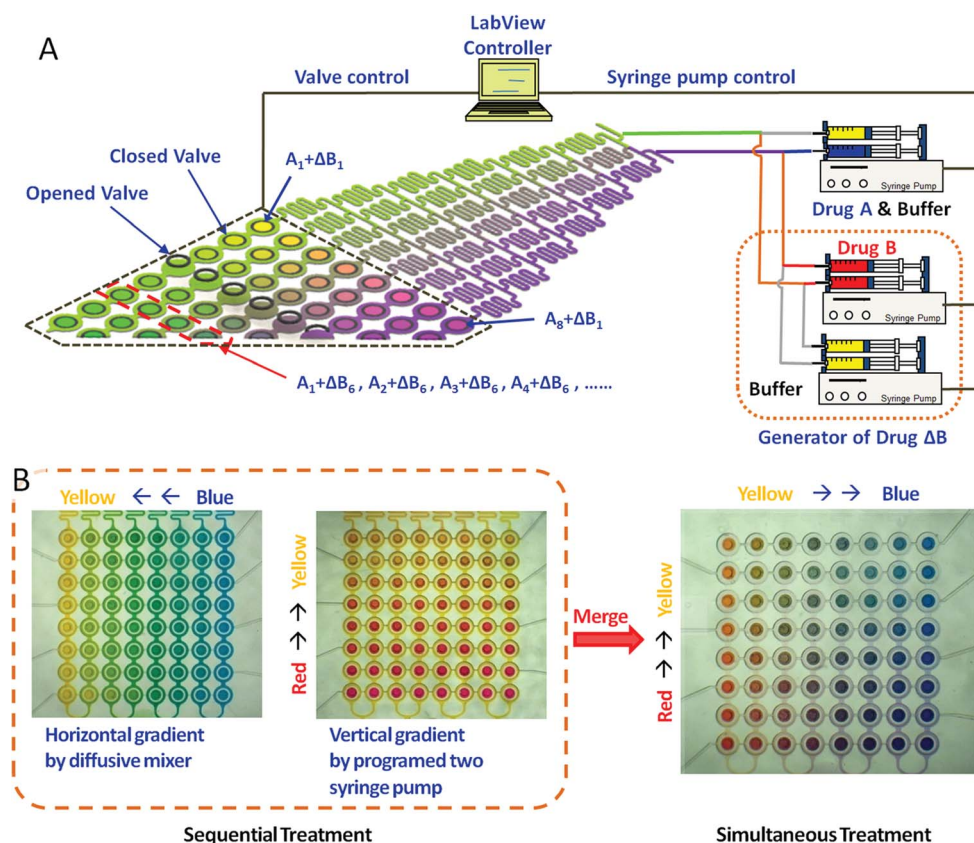 A
LabView
Controller
Valve control
Syringe pump control
Closed Valve
A₁+ΔB₁
Opened Valve
Syringe Pump
Drug A & Buffer
Drug B
Syringe Pump
A₈+ΔB₁
A₁+ΔB₆ , A₂+ΔB₆, A₃+ΔB₆, A₄+ΔB₆ , ......
Buffer
Syringe Pump
Generator of Drug ΔB
B
Yellow ← ← Blue
Red → → Yellow
Horizontal gradient
by diffusive mixer
Vertical gradient
by programed two
syringe pump
Merge
Yellow → → Blue
Red → → Yellow
Sequential Treatment
Simultaneous Treatment